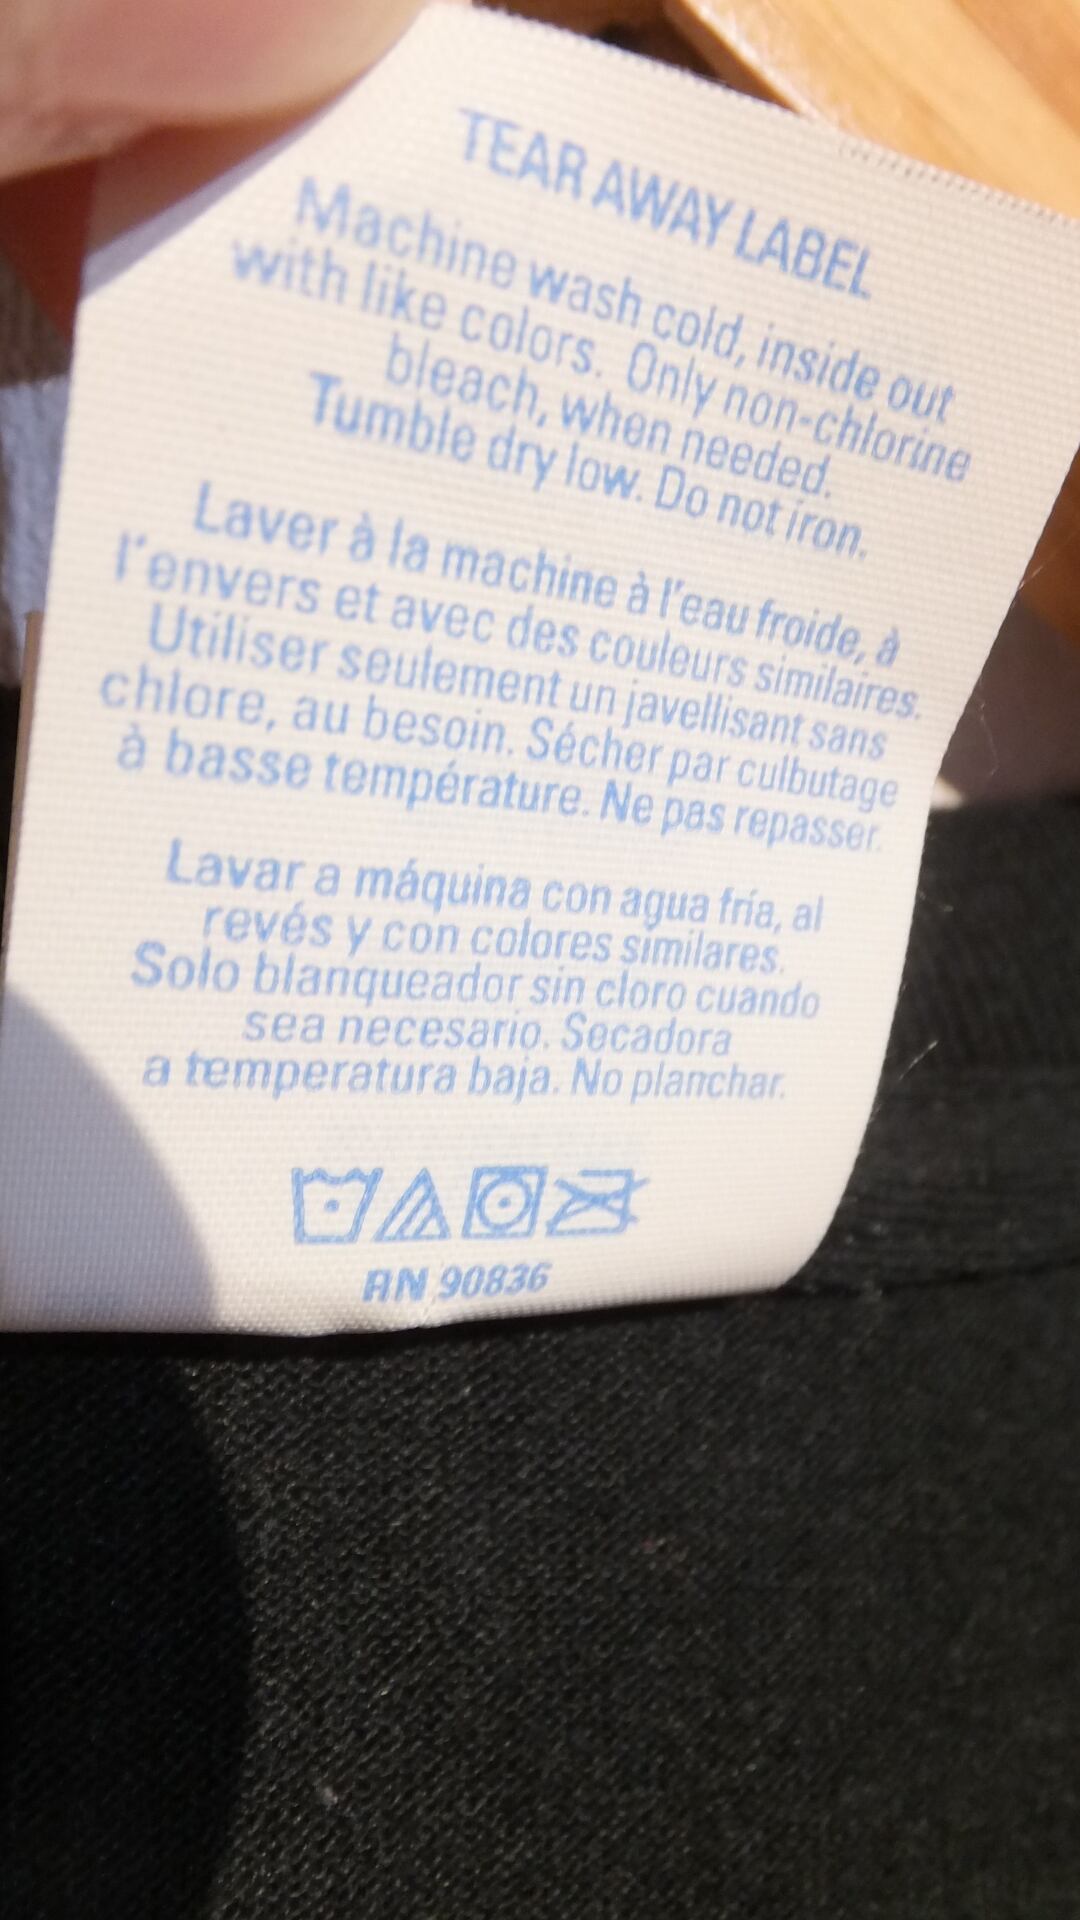 TEAR AWAY LABEL
Machine wash cold, inside out
with like colors. Only non-chlorine
bleach, when needed.
Tumble dry low. Do not iron.
Laver à la machine à l'eau froide, à
l'envers et avec des couleurs similaires.
Utiliser seulement un javellisant sans
chlore, au besoin. Sécher par culbutage
à basse température. Ne pas repasser.
Lavar a máquina con agua fría, al
revés y con colores similares.
Solo blanqueador sin cloro cuando
sea necesario. Secadora
a temperatura baja. No planchar.
RN 90836